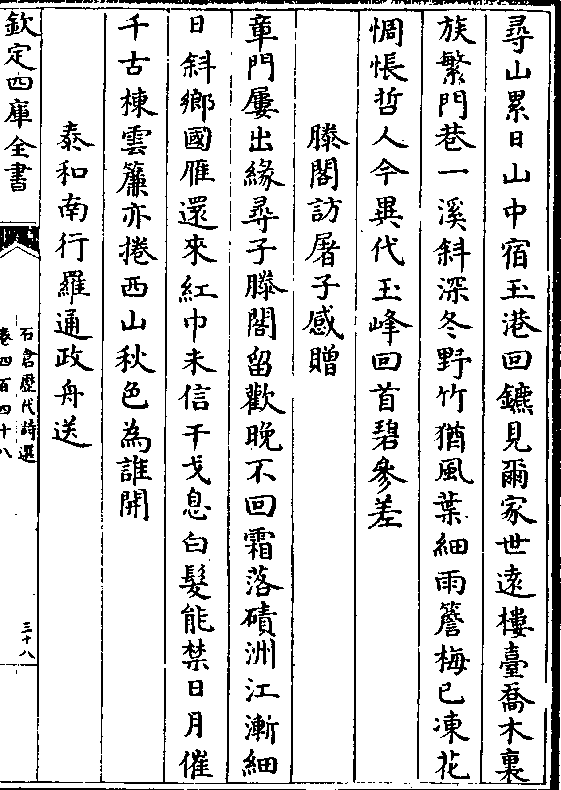 尋山累日山中宿玉港回鑣見爾家世遠樓臺喬木裏
族繁門巷一溪斜深冬野竹猶風葉細雨簷梅已凍花
惆悵哲人今異代玉峰回首碧參差
滕閣訪屠子感贈
章門屢出緣尋子滕閣留歡晚不回霜落磧洲江漸細
日斜鄉國雁還來紅巾未信干戈息白髮能禁日月催
千古棟雲簾亦捲西山秋色為誰開
泰和南行羅通政舟送
欽定四庫全書
石倉歷代詩選
卷四百四十八
三十八